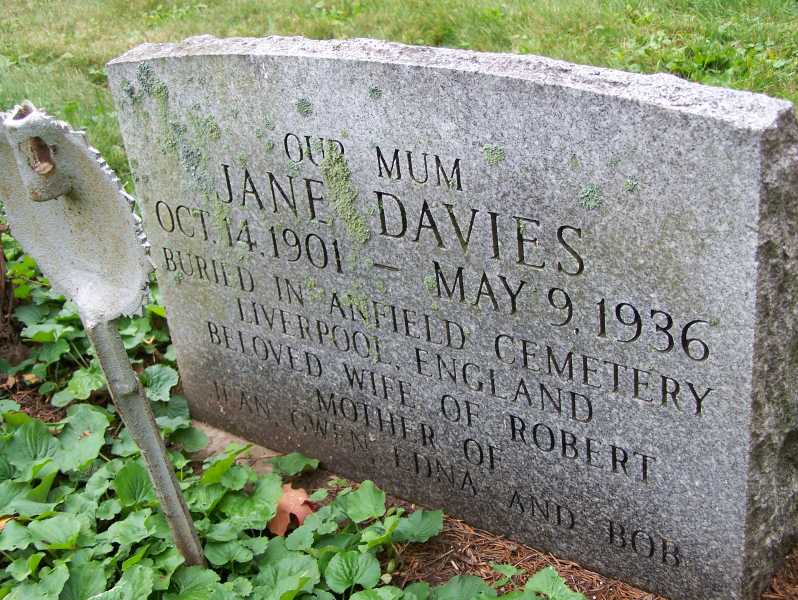 OUR MUM
JANE DAVIES
OCT. 14. 1901 — MAY 9, 1936
BURIED IN ANFIELD CEMETERY
LIVERPOOL, ENGLAND
BELOVED WIFE OF ROBERT
MOTHER OF
JEAN, GWEN, EDNA AND BOB